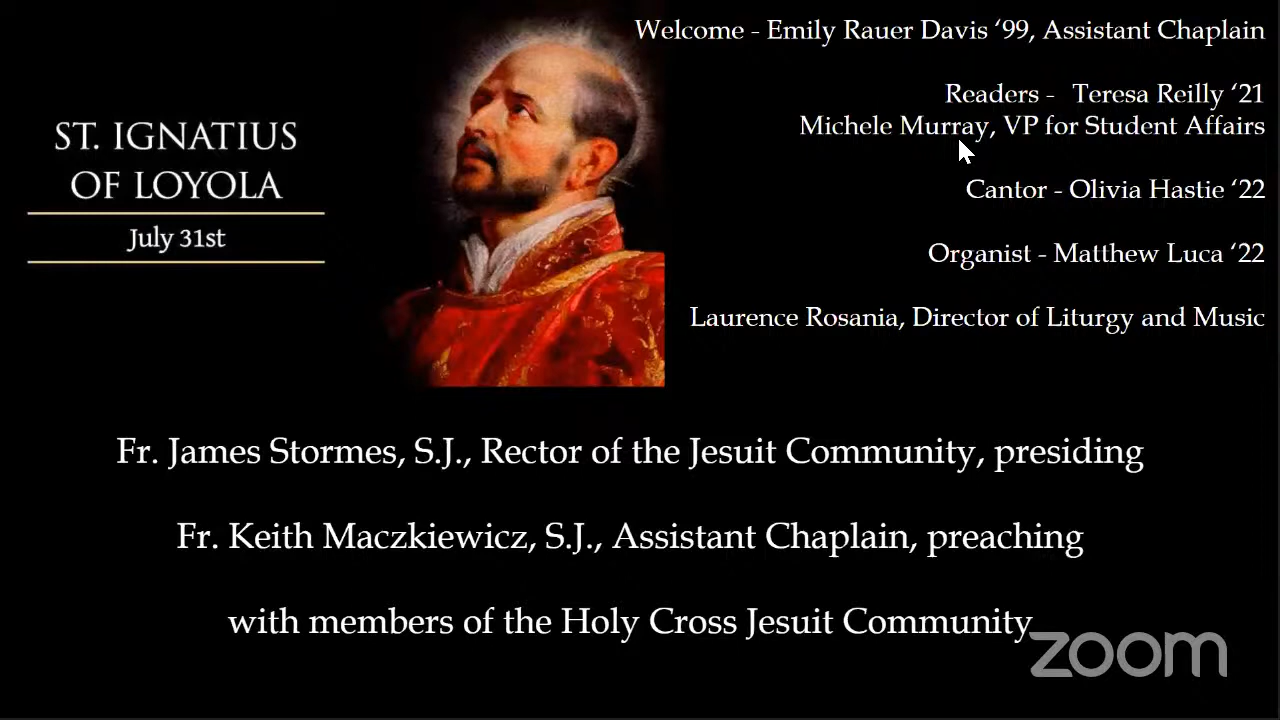 ST. IGNATIUS
OF LOYOLA
July 31st
Welcome - Emily Rauer Davis ‘99, Assistant Chaplain
Readers - Teresa Reilly ‘21
Michele Murray, VP for Student Affairs
Cantor - Olivia Hastie ‘22
Organist - Matthew Luca ‘22
Laurence Rosania, Director of Liturgy and Music
Fr. James Stormes, S.J., Rector of the Jesuit Community, presiding
Fr. Keith Maczkiewicz, S.J., Assistant Chaplain, preaching
with members of the Holy Cross Jesuit Community
zoom